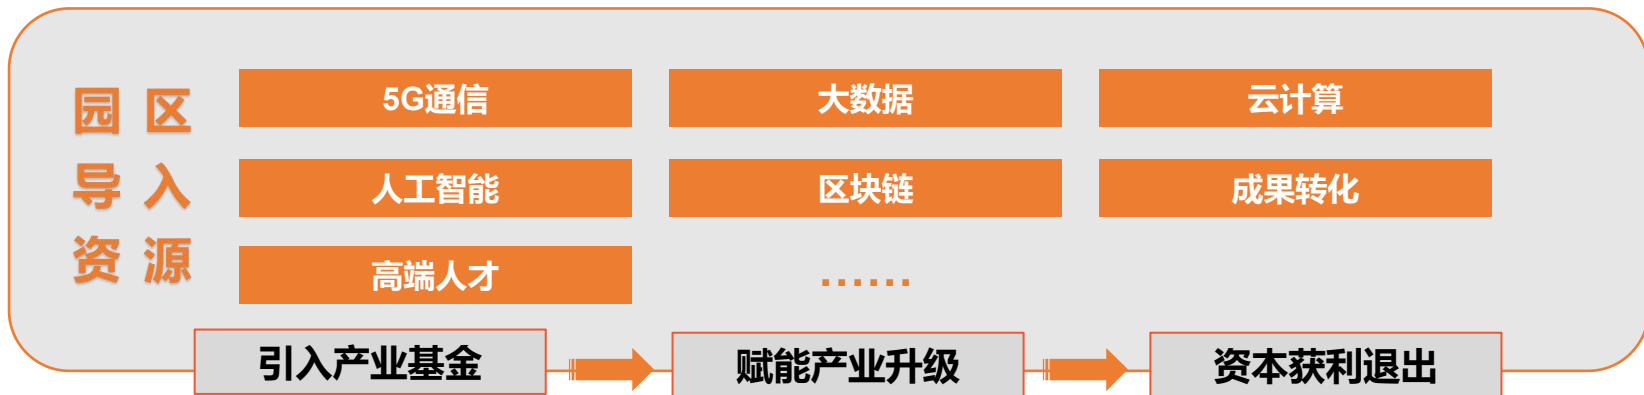 园区
导入
资源
5G通信
大数据
云计算
人工智能
区块链
成果转化
高端人才
......
引入产业基金
赋能产业升级
资本获利退出